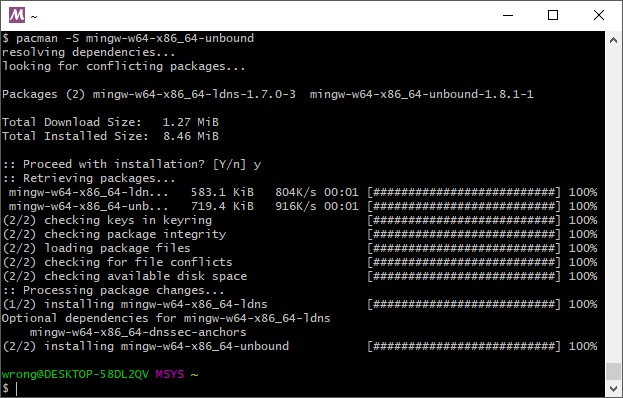 M ~
$ pacman -S mingw-w64-x86_64-unbound
resolving dependencies...
looking for conflicting packages...
Packages (2) mingw-w64-x86_64-ldns-1.7.0-3  mingw-w64-x86_64-unbound-1.8.1-1
Total Download Size:   1.27 MiB
Total Installed Size:  8.46 MiB
:: Proceed with installation? [Y/n] y
:: Retrieving packages...
 mingw-w64-x86_64-ldn...   583.1 KiB   804K/s 00:01 [##########################] 100%
 mingw-w64-x86_64-unb...   719.4 KiB   916K/s 00:01 [##########################] 100%
(2/2) checking keys in keyring                      [##########################] 100%
(2/2) checking package integrity                    [##########################] 100%
(2/2) loading package files                         [##########################] 100%
(2/2) checking for file conflicts                   [##########################] 100%
(2/2) checking available disk space                 [##########################] 100%
:: Processing package changes...
(1/2) installing mingw-w64-x86_64-ldns              [##########################] 100%
Optional dependencies for mingw-w64-x86_64-ldns
    mingw-w64-x86_64-dnssec-anchors
(2/2) installing mingw-w64-x86_64-unbound           [##########################] 100%
wrong@DESKTOP-58DL2QV MSYS ~
$